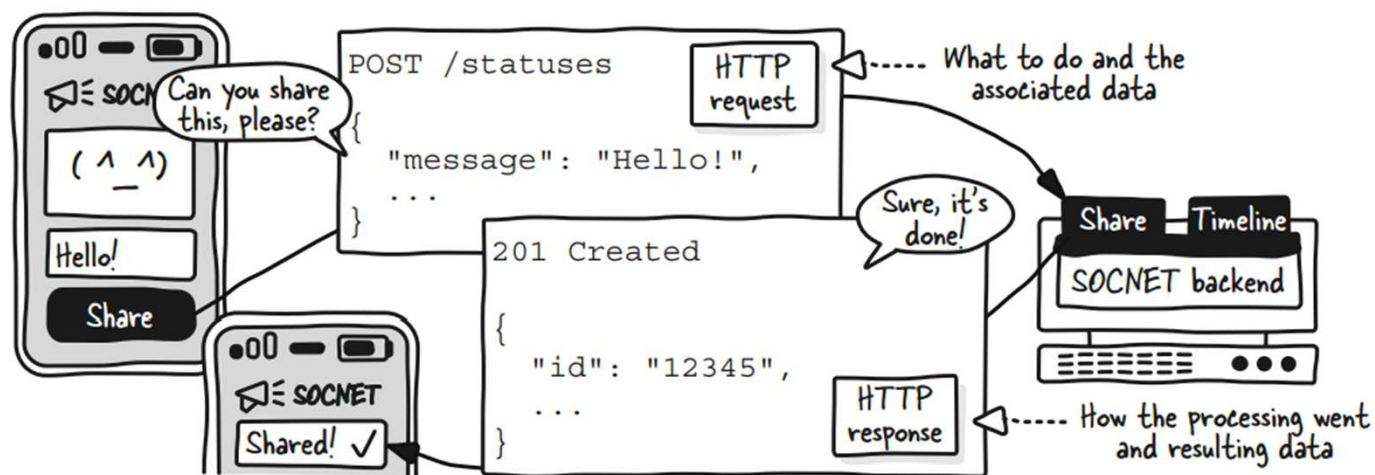 SOCN
Can you share
this, please?
( ^_^)
Hello!
Share
POST /statuses
{
"message": "Hello!",
...
}
HTTP
request
What to do and the
associated data
Sure, it's
done!
201 Created
{
"id": "12345",
...
}
HTTP
response
Share
Timeline
SOCNET backend
How the processing went
and resulting data
SOCNET
Shared! ✓